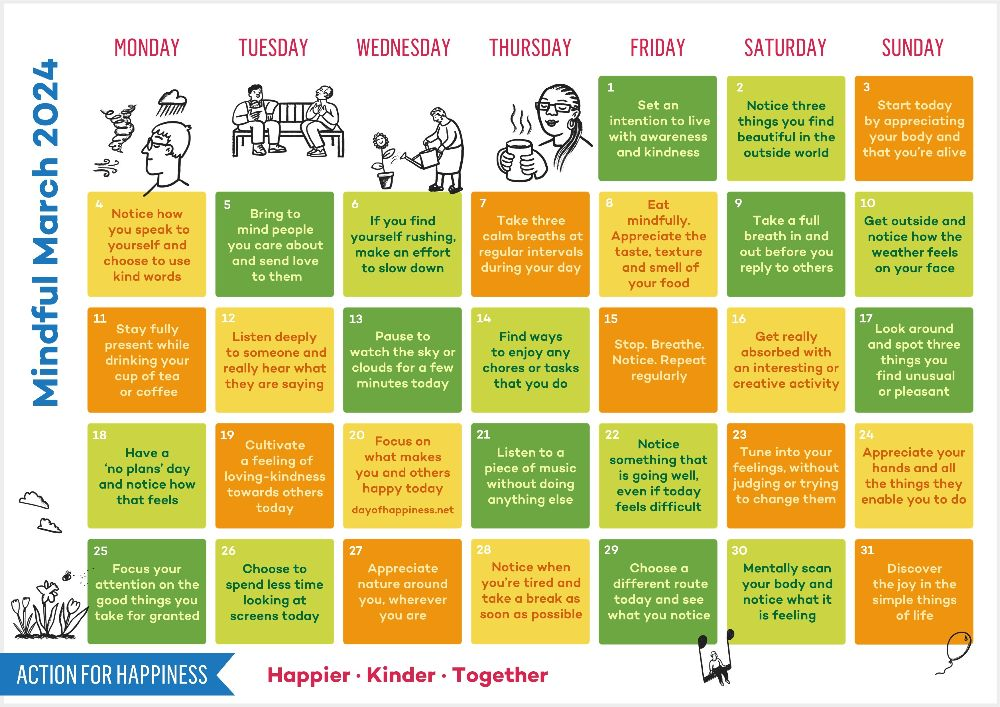 Mindful March 2024
MONDAY
TUESDAY
WEDNESDAY
THURSDAY
FRIDAY
SATURDAY
SUNDAY
1
Set an
intention to live
with awareness
and kindness
2
Notice three
things you find
beautiful in the
outside world
3
Start today
by appreciating
your body and
that you're alive
4
Notice how
you speak to
yourself and
choose to use
kind words
5
Bring to
mind people
you care about
and send love
to them
6
If you find
yourself rushing,
make an effort
to slow down
7
Take three
calm breaths at
regular intervals
during your day
8
Eat
mindfully.
Appreciate the
taste, texture
and smell of
your food
9
Take a full
breath in and
out before you
reply to others
10
Get outside and
notice how the
weather feels
on your face
11
Stay fully
present while
drinking your
cup of tea
or coffee
12
Listen deeply
to someone and
really hear what
they are saying
13
Pause to
watch the sky or
clouds for a few
minutes today
14
Find ways
to enjoy any
chores or tasks
that you do
15
Stop. Breathe.
Notice. Repeat
regularly
16
Get really
absorbed with
an interesting or
creative activity
17
Look around
and spot three
things you
find unusual
or pleasant
18
Have a
‘no plans’ day
and notice how
that feels
19
Cultivate
a feeling of
loving-kindness
towards others
today
20
Focus on
what makes
you and others
happy today
dayofhappiness.net
21
Listen to a
piece of music
without doing
anything else
22
Notice
something that
is going well,
even if today
feels difficult
23
Tune into your
feelings, without
judging or trying
to change them
24
Appreciate your
hands and all
the things they
enable you to do
25
Focus your
attention on the
good things you
take for granted
26
Choose to
spend less time
looking at
screens today
27
Appreciate
nature around
you, wherever
you are
28
Notice when
you're tired and
take a break as
soon as possible
29
Choose a
different route
today and see
what you notice
30
Mentally scan
your body and
notice what it
is feeling
31
Discover
the joy in the
simple things
of life
ACTION FOR HAPPINESS
Happier · Kinder · Together